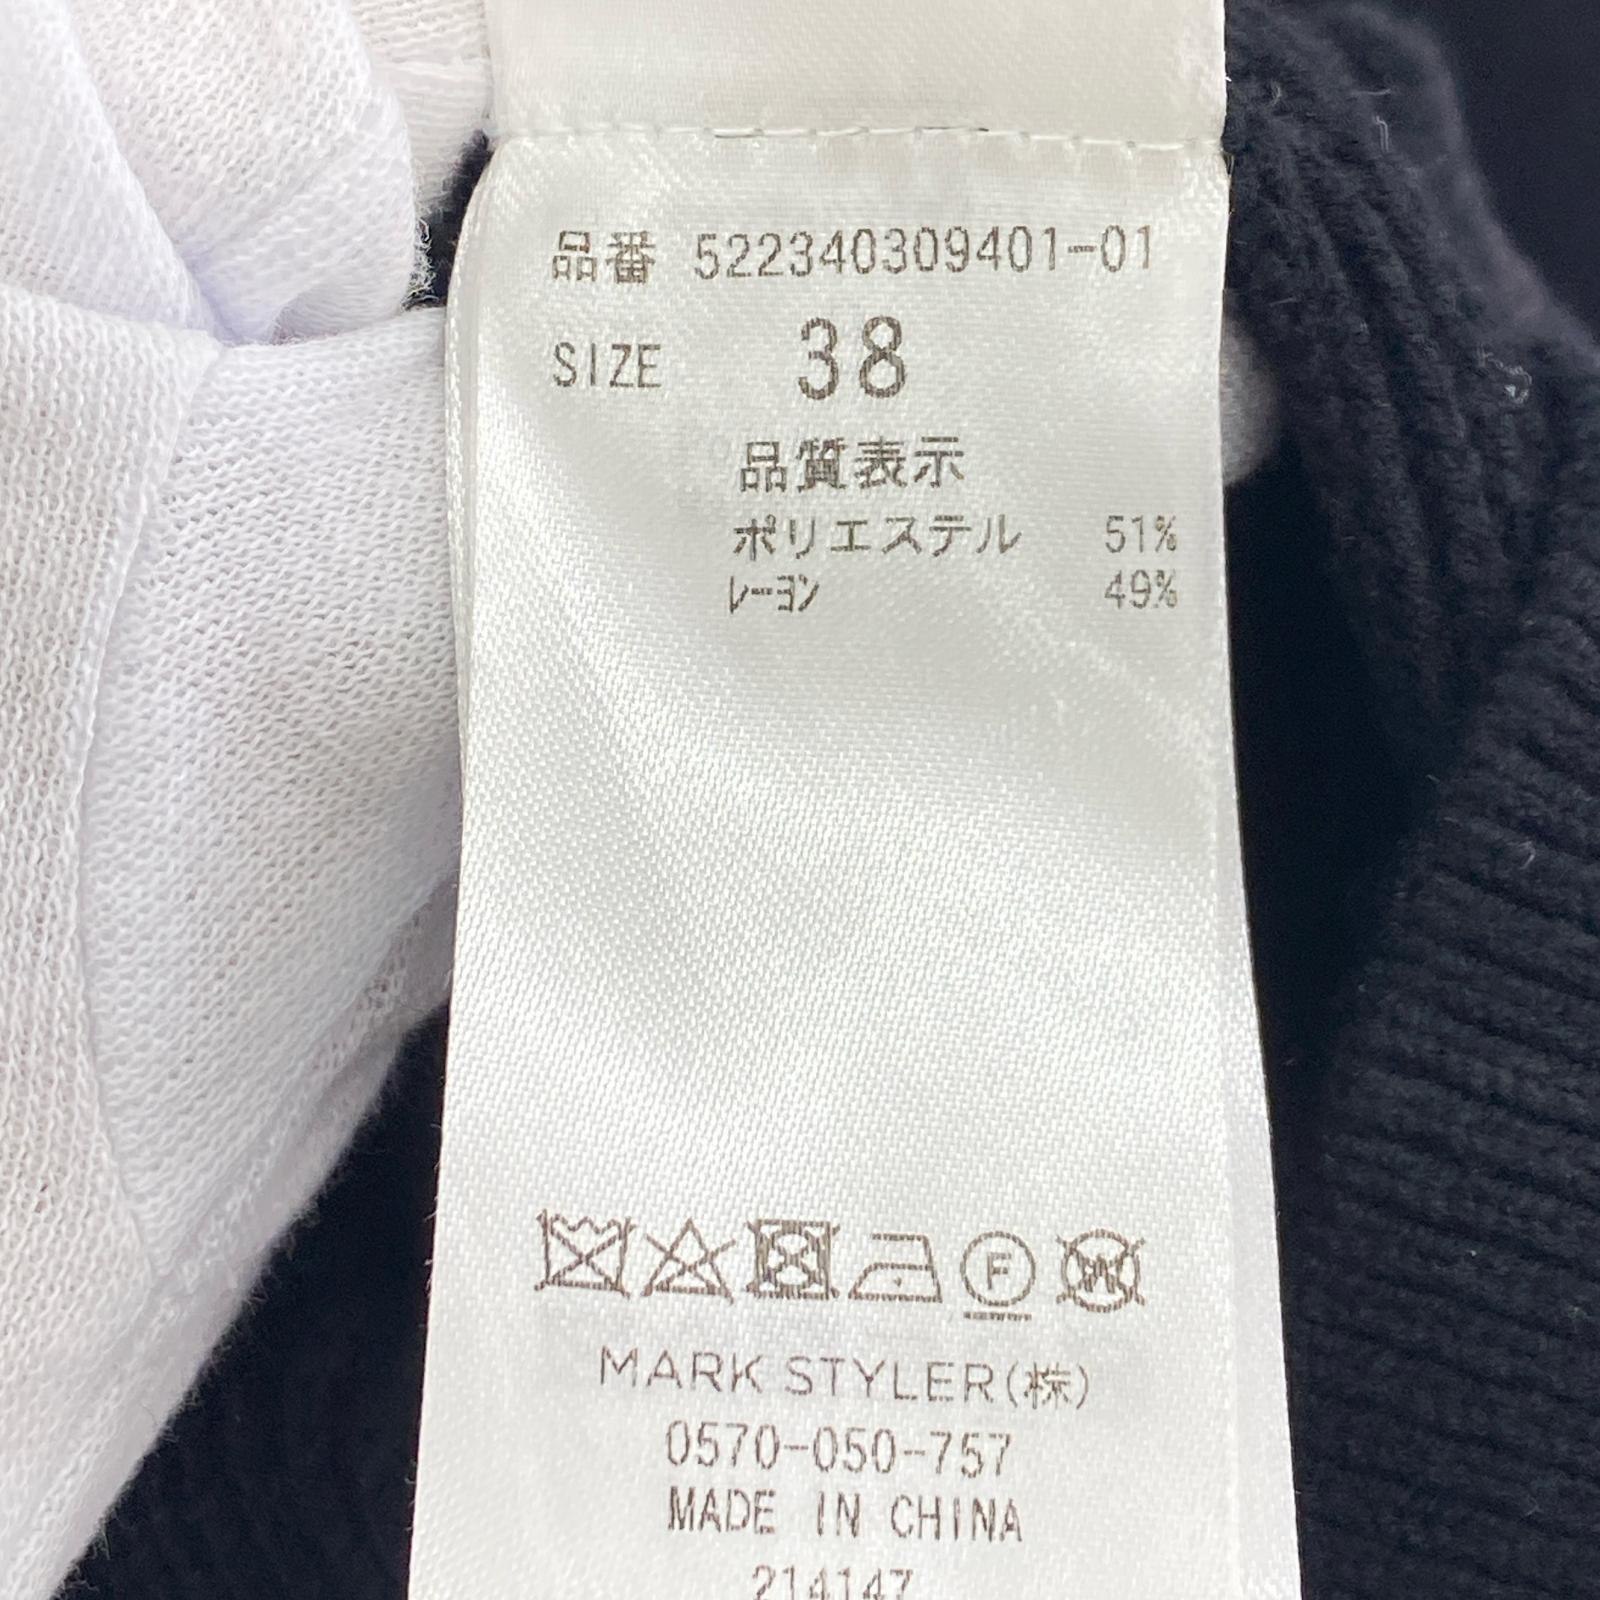 品番 522340309401-01
SIZE 38
品質表示
ポリエステル 51%
ﾚｰﾖﾝ 49%
F W
MARK STYLER(株)
0570-050-757
MADE IN CHINA
214147